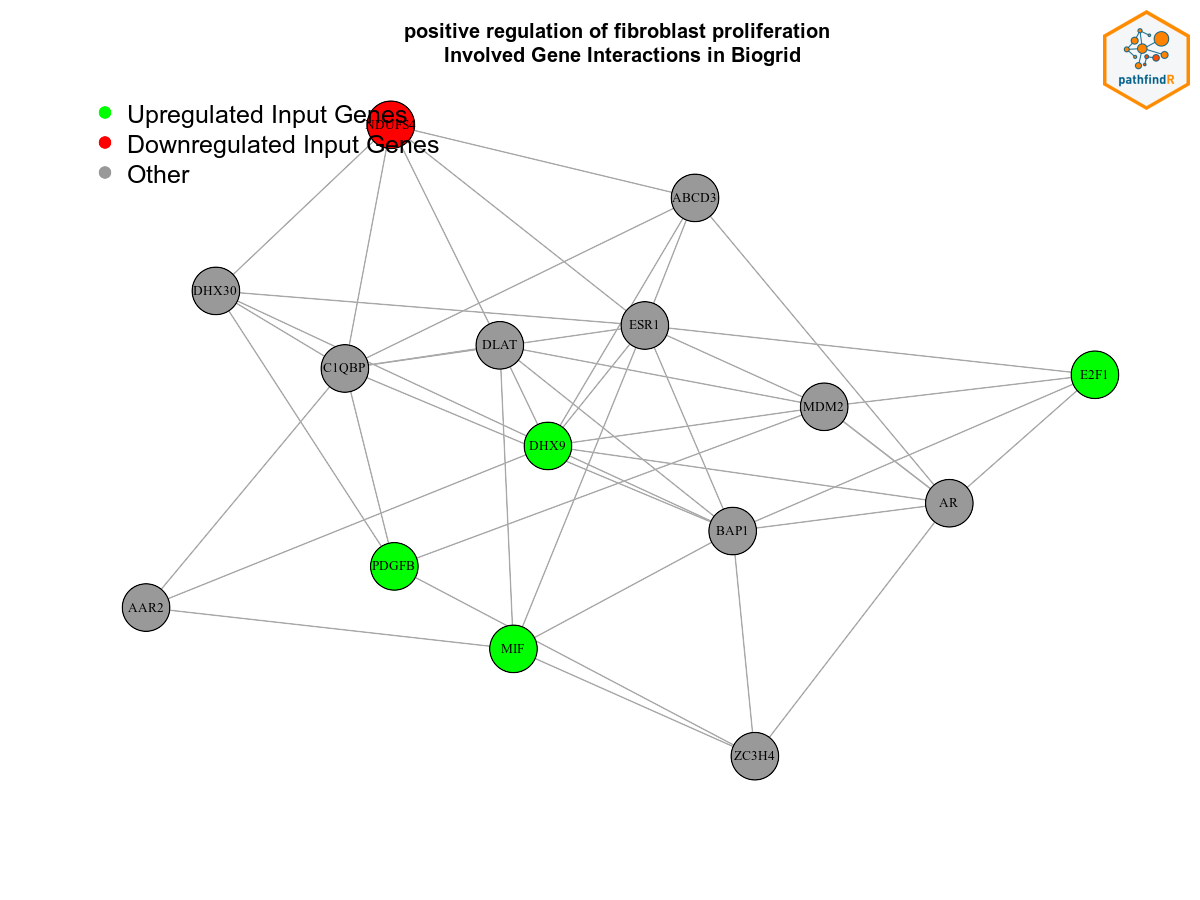 positive regulation of fibroblast proliferation
Involved Gene Interactions in Biogrid
pathfindR
Upregulated Input Genes
Downregulated Input Genes
Other
NDUFS4
ABCD3
DHX30
ESR1
DLAT
C1QBP
E2F1
MDM2
DHX9
AR
BAP1
PDGFB
AAR2
MIF
ZC3H4